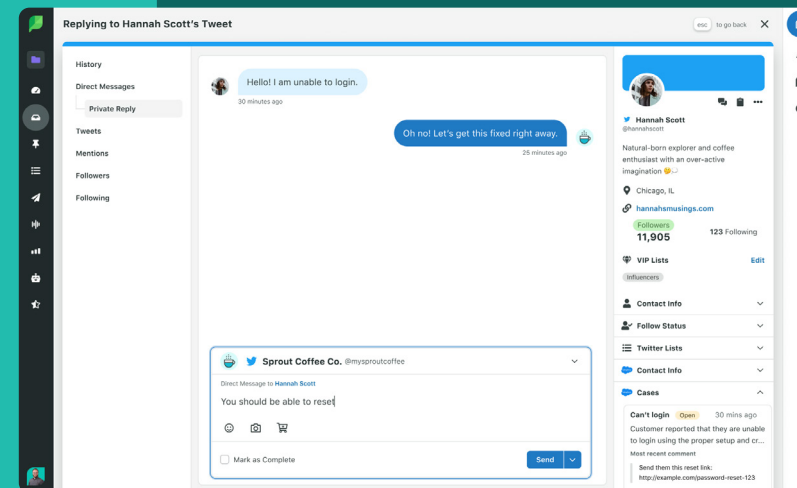 Replying to Hannah Scott's Tweet
esc to go back
History
Direct Messages
Private Reply
Tweets
Mentions
Followers
Following
Hello! I am unable to login.
30 minutes ago
Oh no! Let's get this fixed right away.
25 minutes ago
Sprout Coffee Co. @mysproutcoffee
Direct Message to Hannah Scott
You should be able to reset
Mark as Complete
Send
Hannah Scott
@hannahscott
Natural-born explorer and coffee
enthusiast with an over-active
imagination
Chicago, IL
hannahsmusings.com
Followers
11,905
123 Following
VIP Lists
Edit
Influencers
Contact Info
Follow Status
Twitter Lists
Contact Info
Cases
Can't login Open 30 mins ago
Customer reported that they are unable
to login using the proper setup and cr...
Most recent comment
Send them this reset link:
http://example.com/password-reset-123